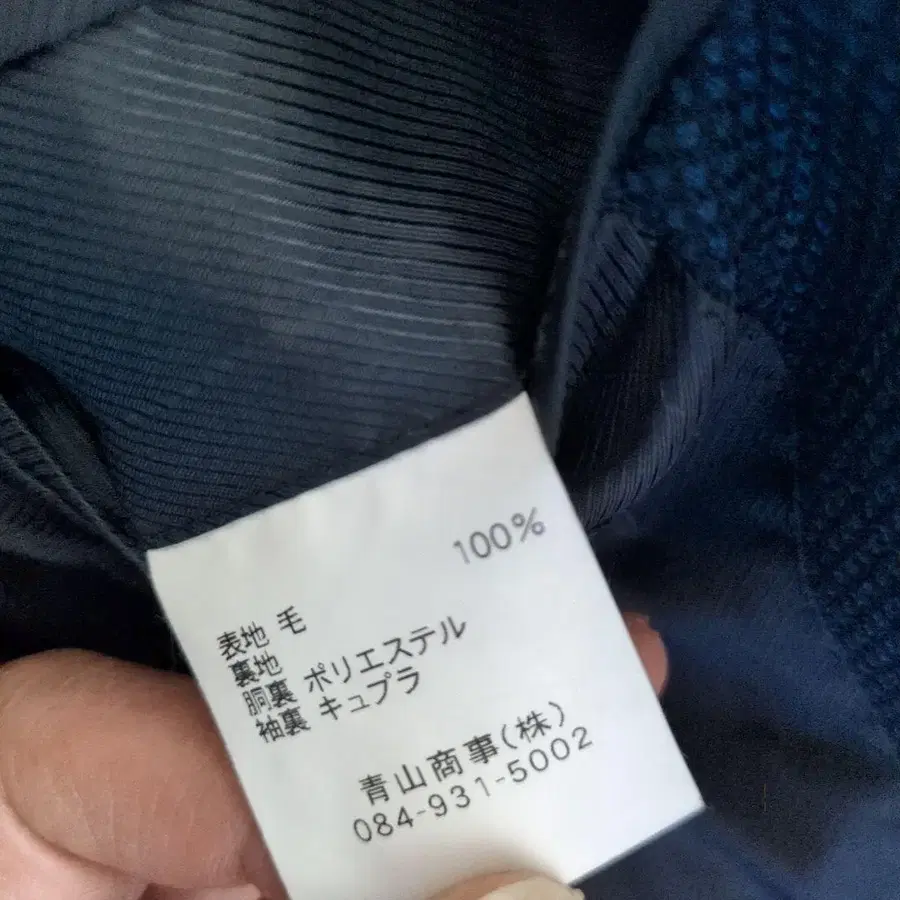 表地 毛 100%
裏地
胴裏 ポリエステル
袖裏 キュプラ
青山商事(株)
084-931-5002